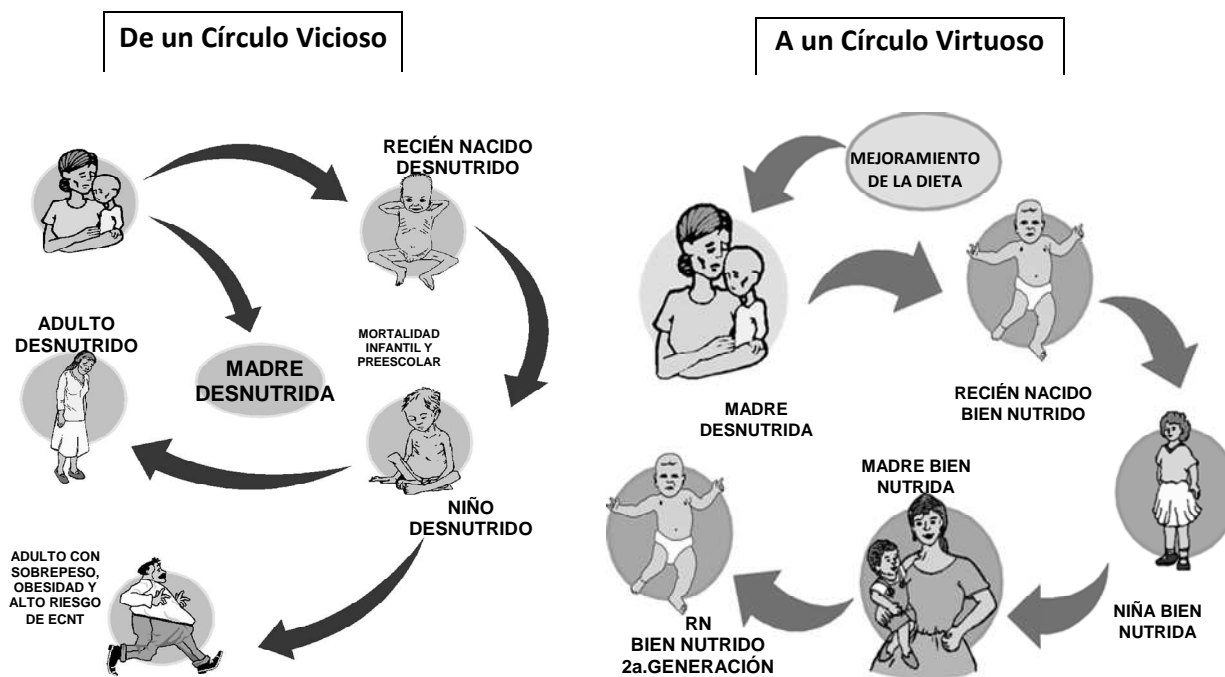 De un Círculo Vicioso
RECIÉN NACIDO
DESNUTRIDO
ADULTO
DESNUTRIDO
MADRE
DESNUTRIDA
MORTALIDAD
INFANTIL Y
PREESCOLAR
NIÑO
DESNUTRIDO
ADULTO CON
SOBREPESO,
OBESIDAD Y
ALTO RIESGO
DE ECNT
A un Círculo Virtuoso
MEJORAMIENTO
DE LA DIETA
MADRE
DESNUTRIDA
RECIÉN NACIDO
BIEN NUTRIDO
NIÑA BIEN
NUTRIDA
MADRE BIEN
NUTRIDA
RN
BIEN NUTRIDO
2a.GENERACIÓN